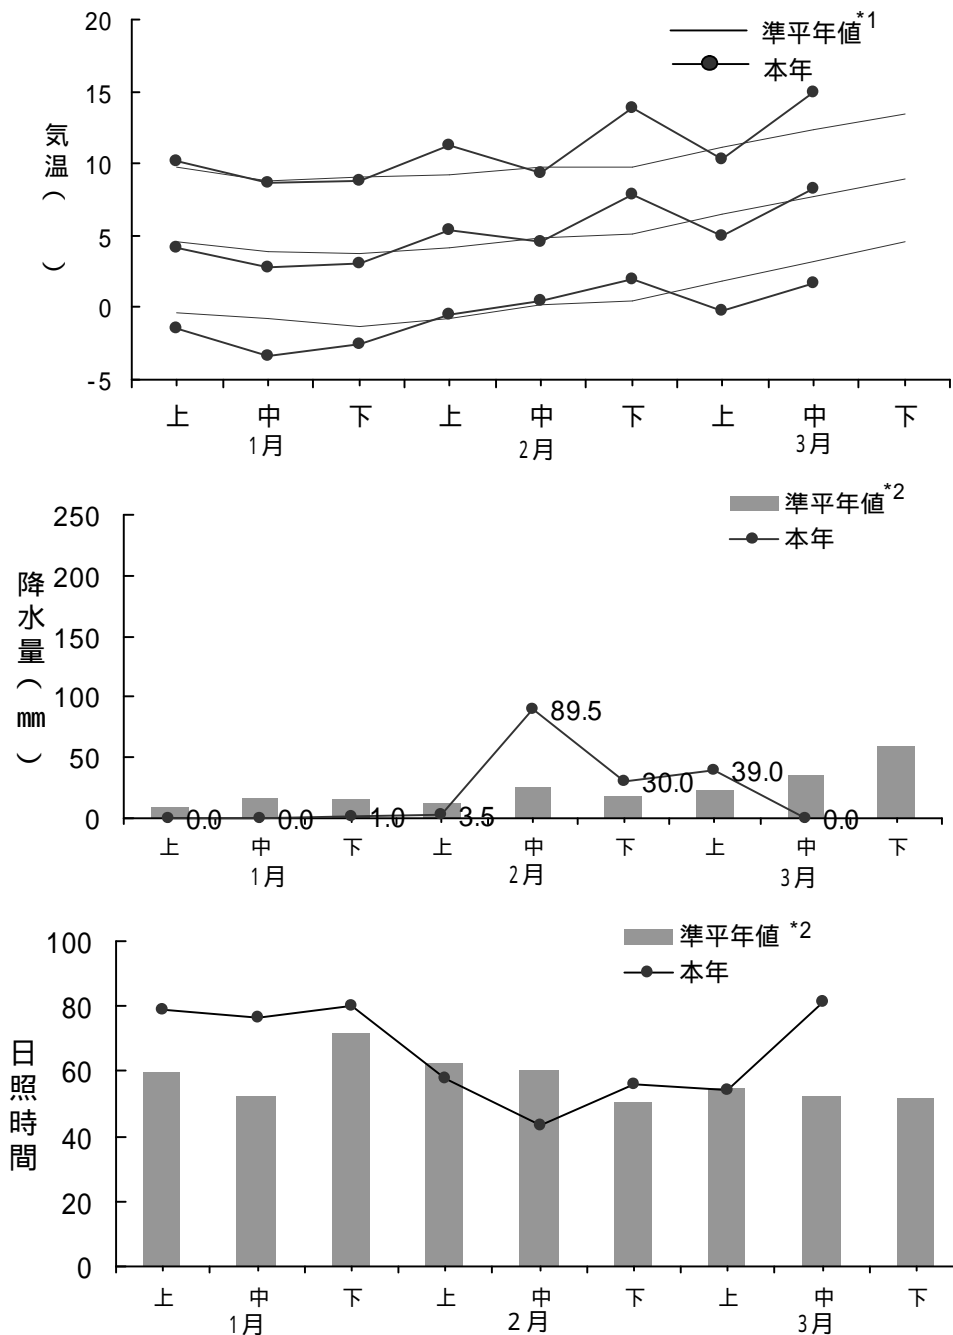 20
15
10
5
0
-5
気温( )
準平年値*1
本年
上 中 下 上 中 下 上 中 下
1月 2月 3月
250
200
150
100
50
0
降水量(mm)
準平年値*2
本年
0.0 0.0 1.0 3.5 89.5 30.0 39.0 0.0
上 中 下 上 中 下 上 中 下
1月 2月 3月
100
80
60
40
20
0
日照時間
準平年値 *2
本年
上 中 下 上 中 下 上 中 下
1月 2月 3月